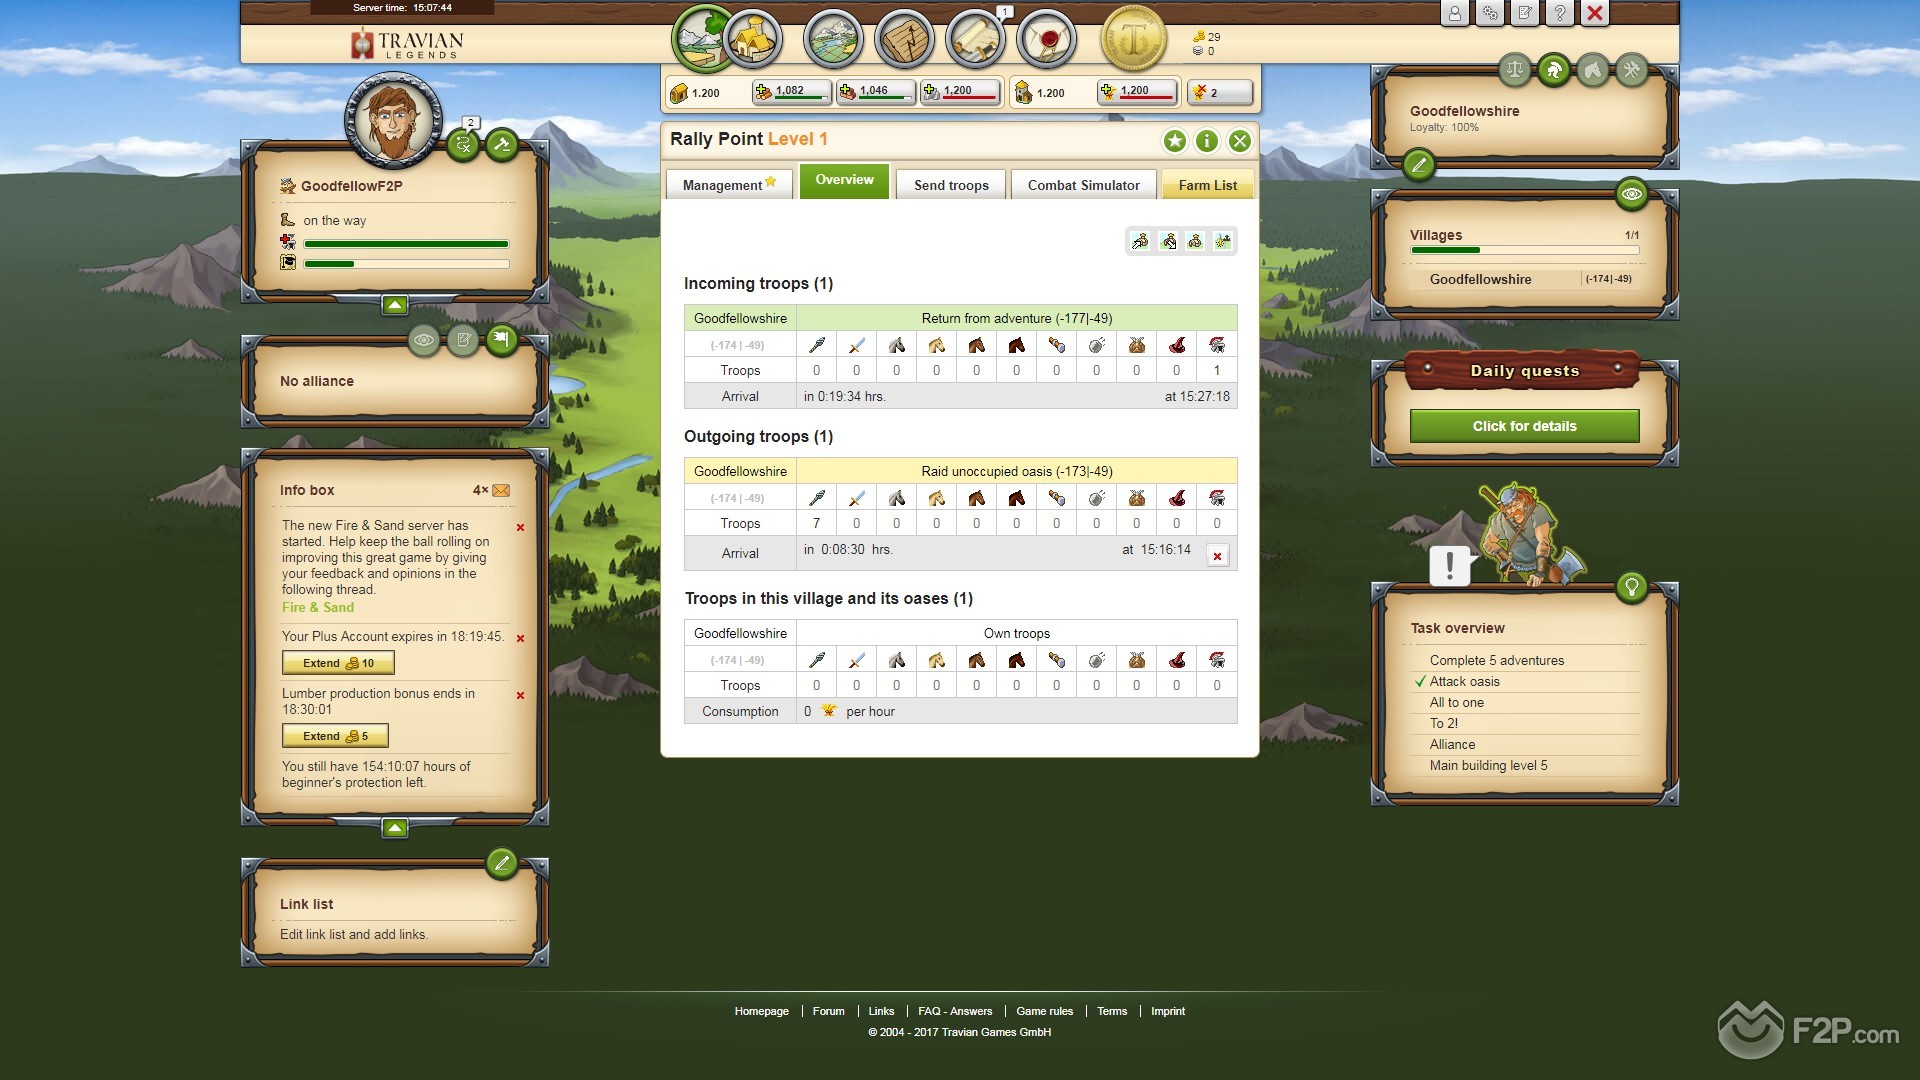 Server time: 15:07:44
TRAVIAN
LEGENDS
1
29
0
1.200
1,082
1,046
1,200
1.200
1,200
2
2
GoodfellowF2P
on the way
No alliance
Info box
4×
The new Fire & Sand server has
started. Help keep the ball rolling on
improving this great game by giving
your feedback and opinions in the
following thread.
Fire & Sand
Your Plus Account expires in 18:19:45.
Extend 10
Lumber production bonus ends in
18:30:01
Extend 5
You still have 154:10:07 hours of
beginner's protection left.
Link list
Edit link list and add links.
Rally Point Level 1
Management
Overview
Send troops
Combat Simulator
Farm List
Incoming troops (1)
Goodfellowshire Return from adventure (-177|-49)
(-174 | -49)
Troops 0 0 0 0 0 0 0 0 0 0 1
Arrival in 0:19:34 hrs. at 15:27:18
Outgoing troops (1)
Goodfellowshire Raid unoccupied oasis (-173|-49)
(-174 | -49)
Troops 7 0 0 0 0 0 0 0 0 0 0
Arrival in 0:08:30 hrs. at 15:16:14
Troops in this village and its oases (1)
Goodfellowshire Own troops
(-174 | -49)
Troops 0 0 0 0 0 0 0 0 0 0 0
Consumption 0 per hour
Goodfellowshire
Loyalty: 100%
Villages 1/1
Goodfellowshire (-174|-49)
Daily quests
Click for details
!
Task overview
Complete 5 adventures
Attack oasis
All to one
To 2!
Alliance
Main building level 5
Homepage | Forum | Links | FAQ - Answers | Game rules | Terms | Imprint
© 2004 - 2017 Travian Games GmbH
F2P.com